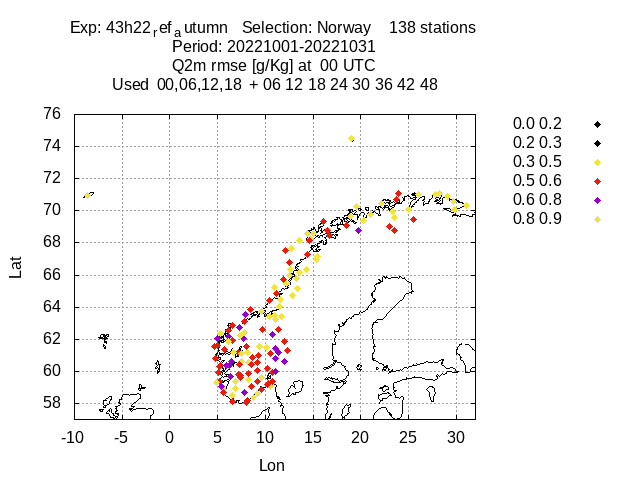 Exp: 43h22refautumn Selection: Norway 138 stations
Period: 20221001-20221031
Q2m rmse [g/Kg] at 00 UTC
Used 00,06,12,18 + 06 12 18 24 30 36 42 48
76
74
72
70
68
66
64
62
60
58
Lat
-10 -5 0 5 10 15 20 25 30
Lon
0.0 0.2
0.2 0.3
0.3 0.5
0.5 0.6
0.6 0.8
0.8 0.9